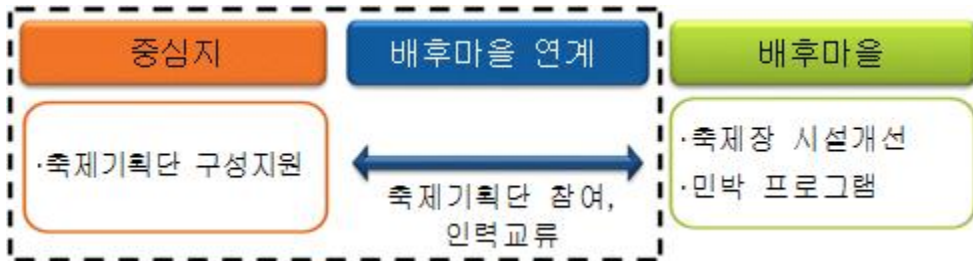 중심지
배후마을 연계
배후마을
·축제기획단 구성지원
축제기획단 참여,
인력교류
·축제장 시설개선
·민박 프로그램